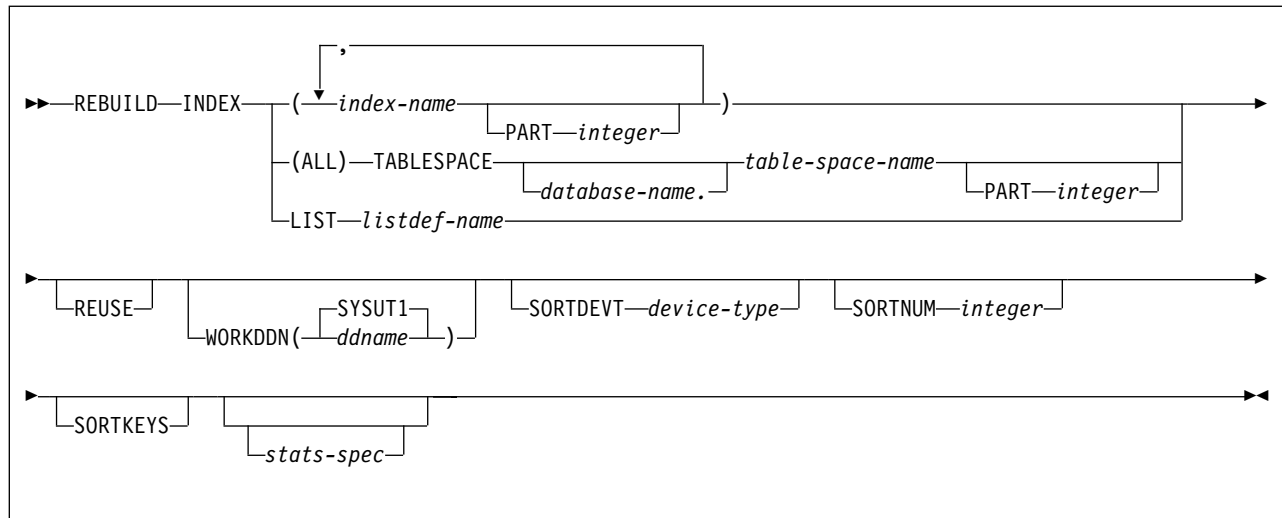 ,
REBUILD INDEX ( index-name )
PART integer
(ALL) TABLESPACE table-space-name
database-name. PART integer
LIST listdef-name
REUSE SYSUT1 SORTDEVT device-type SORTNUM integer
WORKDDN( ddname )
SORTKEYS
stats-spec